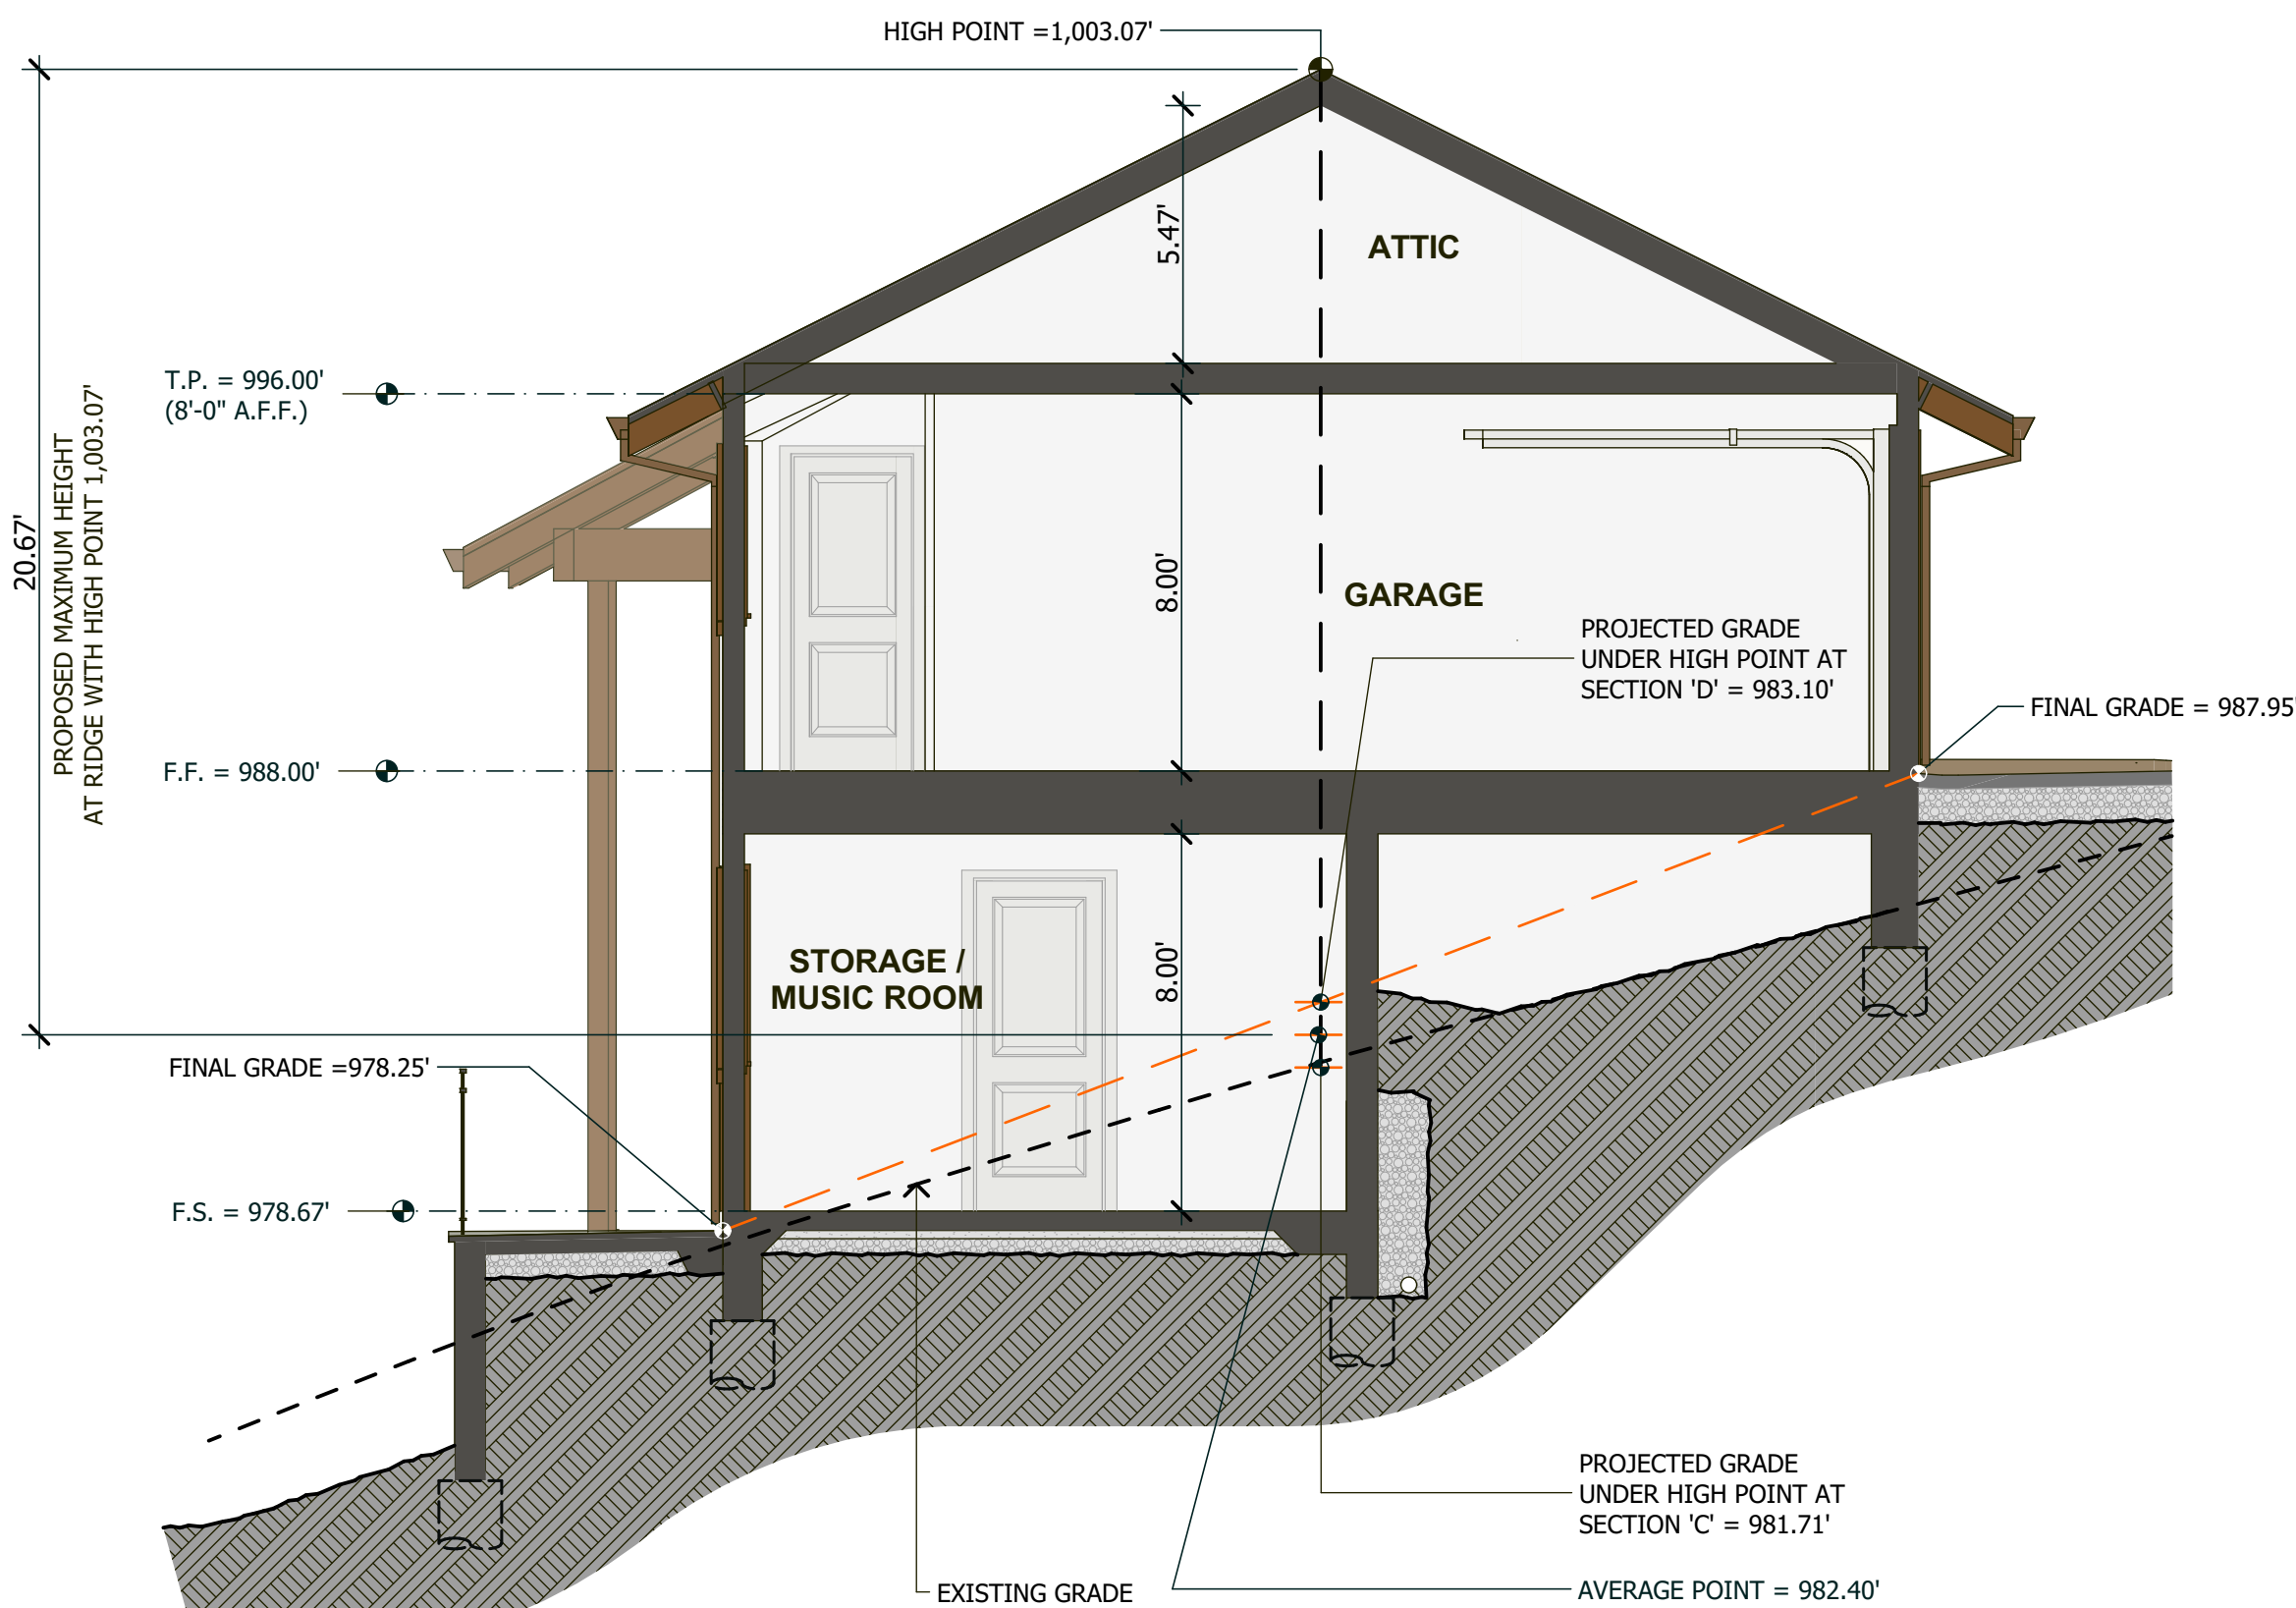 HIGH POINT =1,003.07'
5.47'
ATTIC
T.P. = 996.00'
(8'-0" A.F.F.)
20.67'
PROPOSED MAXIMUM HEIGHT
AT RIDGE WITH HIGH POINT 1,003.07'
8.00'
GARAGE
PROJECTED GRADE
UNDER HIGH POINT AT
SECTION 'D' = 983.10'
FINAL GRADE = 987.95'
F.F. = 988.00'
STORAGE /
MUSIC ROOM
8.00'
FINAL GRADE =978.25'
F.S. = 978.67'
PROJECTED GRADE
UNDER HIGH POINT AT
SECTION 'C' = 981.71'
EXISTING GRADE
AVERAGE POINT = 982.40'